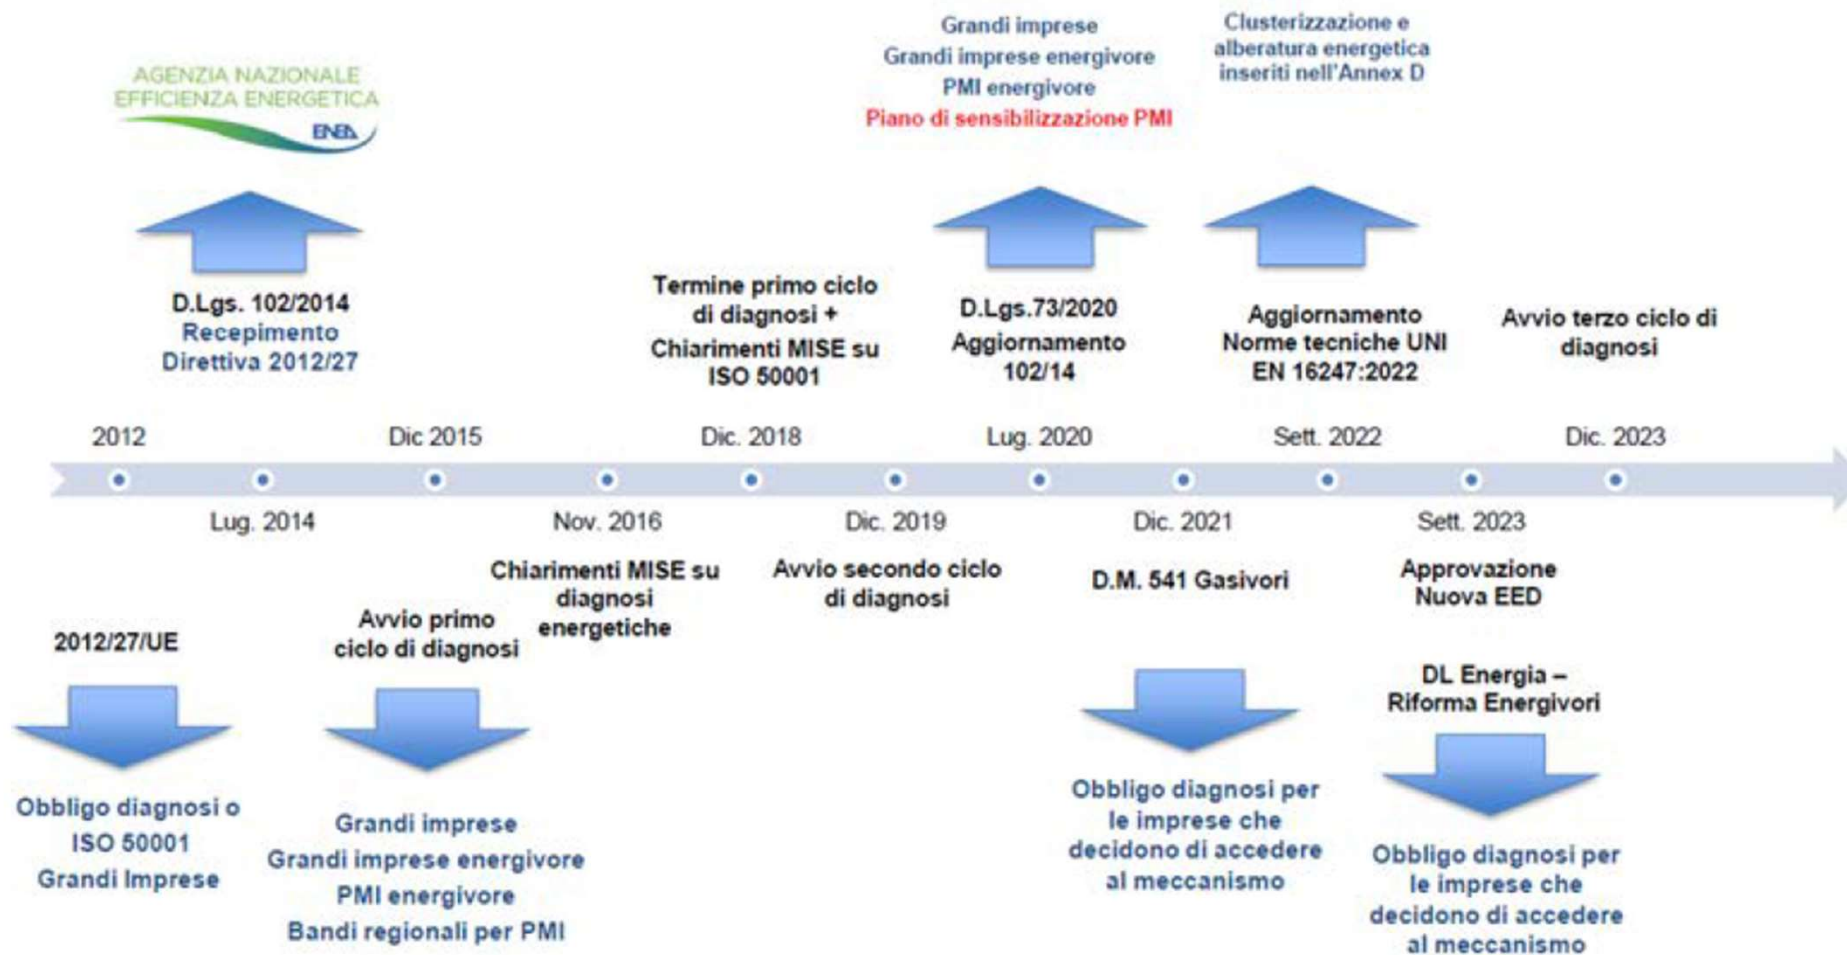 AGENZIA NAZIONALE
EFFICIENZA ENERGETICA
ENEA
Grandi imprese
Grandi imprese energivore
PMI energivore
Piano di sensibilizzazione PMI
Clusterizzazione e
alberatura energetica
inseriti nell'Annex D
D.Lgs. 102/2014
Recepimento
Direttiva 2012/27
Termine primo ciclo
di diagnosi +
Chiarimenti MISE su
ISO 50001
D.Lgs.73/2020
Aggiornamento
102/14
Aggiornamento
Norme tecniche UNI
EN 16247:2022
Avvio terzo ciclo di
diagnosi
2012
Dic 2015
Dic. 2018
Lug. 2020
Sett. 2022
Dic. 2023
Lug. 2014
Nov. 2016
Dic. 2019
Dic. 2021
Sett. 2023
2012/27/UE
Avvio primo
ciclo di diagnosi
Chiarimenti MISE su
diagnosi
energetiche
Avvio secondo ciclo
di diagnosi
D.M. 541 Gasivori
Approvazione
Nuova EED
DL Energia –
Riforma Energivori
Obbligo diagnosi o
ISO 50001
Grandi Imprese
Grandi imprese
Grandi imprese energivore
PMI energivore
Bandi regionali per PMI
Obbligo diagnosi per
le imprese che
decidono di accedere
al meccanismo
Obbligo diagnosi per
le imprese che
decidono di accedere
al meccanismo